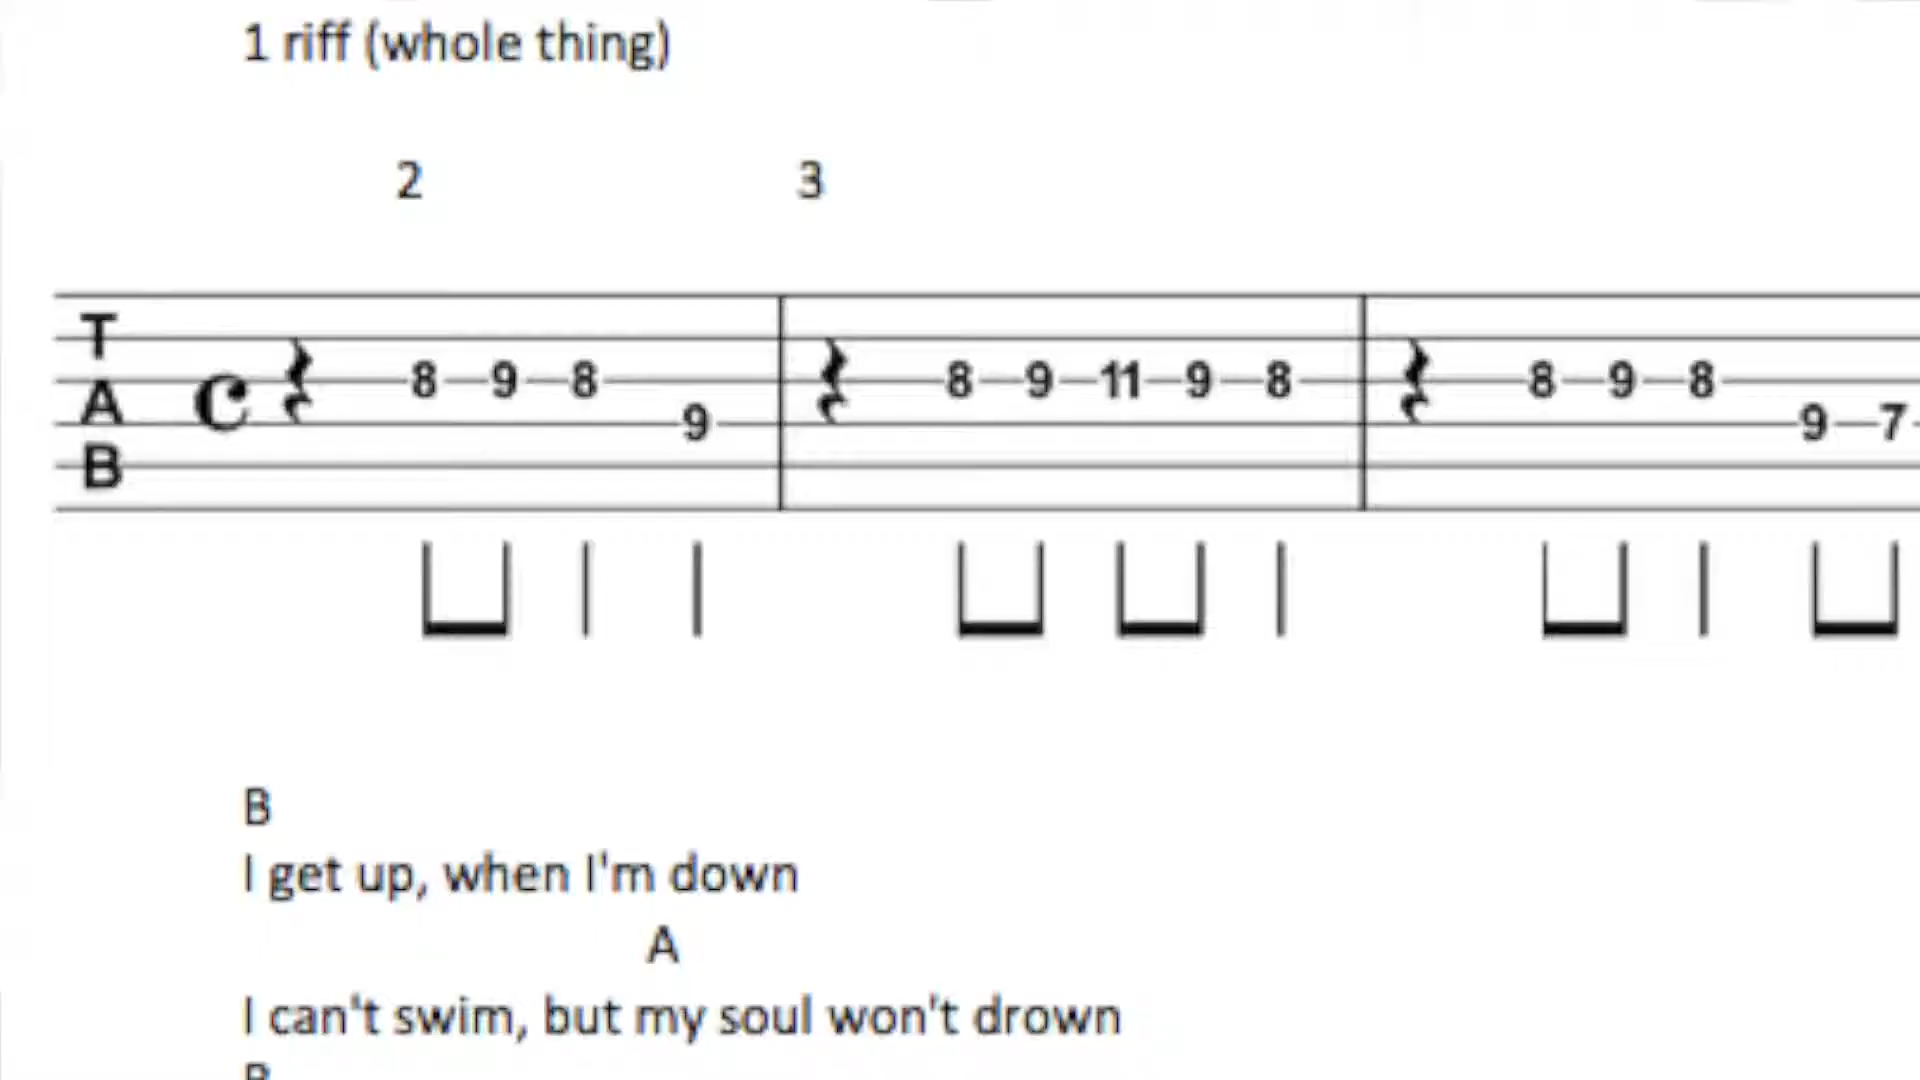 1 riff (whole thing)
2 3
T
A
B
8 9 8 9 8 9 11 9 8 8 9 8 9 7
B
I get up, when I'm down
A
I can't swim, but my soul won't drown